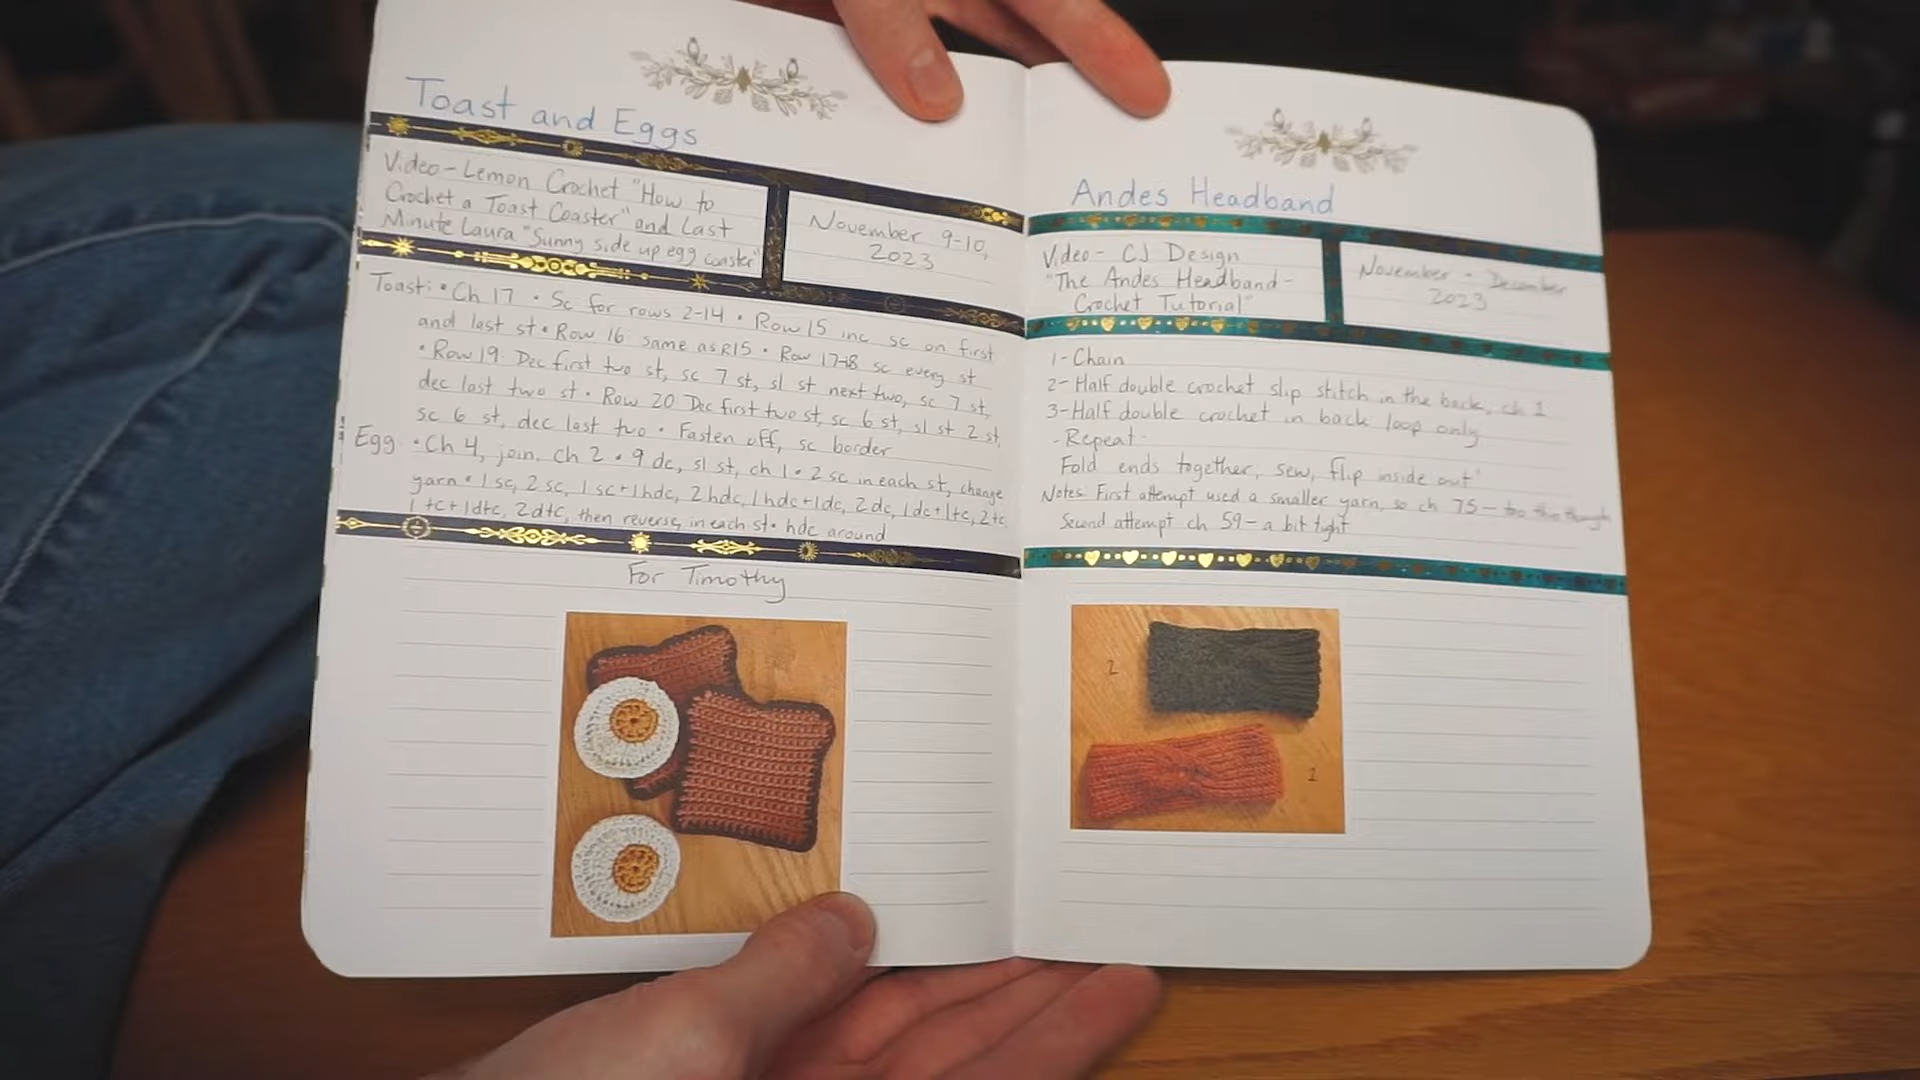 Toast and Eggs
Video - Lemon Crochet "How to
Crochet a Toast Coaster" and Last
Minute Laura "Sunny side up egg coaster"
November 9-10,
2023
Toast: • Ch 17 • Sc for rows 2-14 • Row 15 inc sc on first
and last st • Row 16: same as R15 • Row 17-18 sc every st
• Row 19: Dec first two st, sc 7 st, sl st next two, sc 7 st,
dec last two st • Row 20 Dec first two st, sc 6 st, sl st 2 st,
sc 6 st, dec last two • Fasten off, sc border
Egg: • Ch 4, join, ch 2 • 9 dc, sl st, ch 1 • 2 sc in each st, change
yarn • 1 sc, 2 sc, 1 sc+1hdc, 2 hdc, 1hdc+1dc, 2dc, 1dc+1tc, 2tc
1 tc+1dtc, 2dtc, then reverse, in each st • hdc around
For Timothy
Andes Headband
Video - CJ Design
"The Andes Headband -
Crochet Tutorial"
November - December
2023
1- Chain
2- Half double crochet slip stitch in the back, ch 1
3- Half double crochet in back loop only
- Repeat -
Fold ends together, sew, flip inside out
Notes: First attempt used a smaller yarn, so ch 75 -
Second attempt ch 59 - a bit tight
2
1